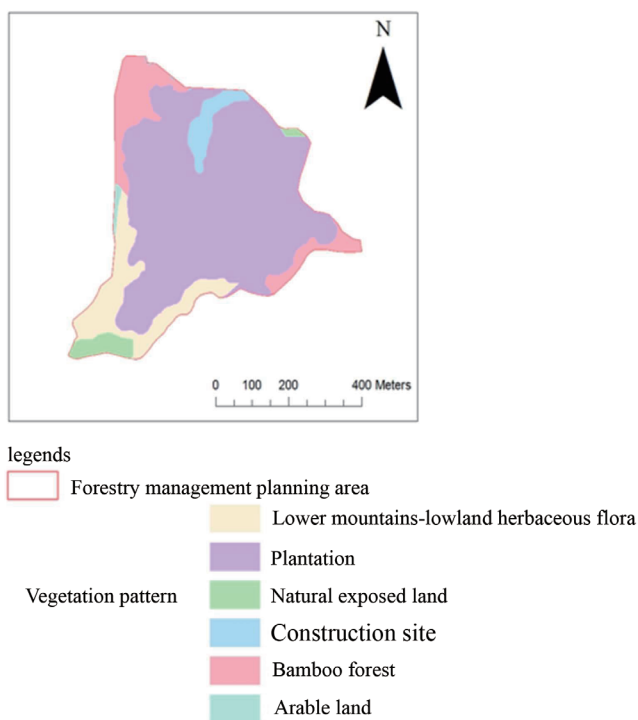 N
0 100 200 400 Meters
legends
Forestry management planning area
Lower mountains-lowland herbaceous flora
Plantation
Vegetation pattern
Natural exposed land
Construction site
Bamboo forest
Arable land